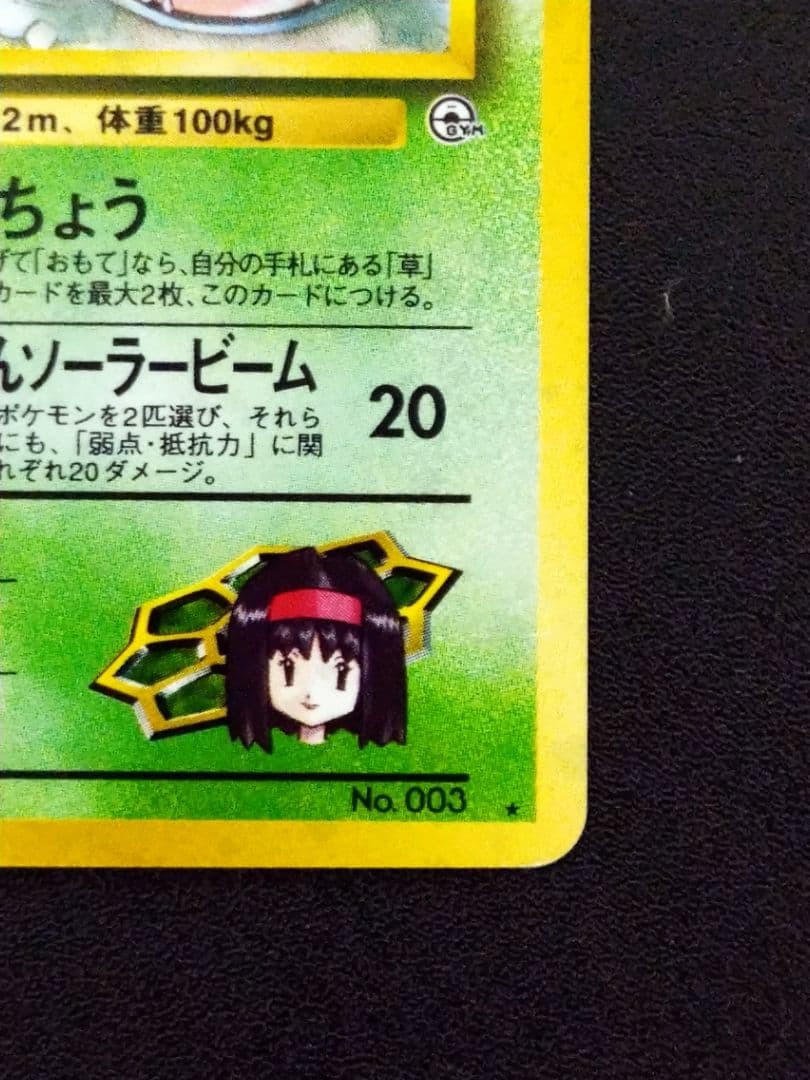 2m、体重100kg
GYM
ちょう
げて「おもて」なら、自分の手札にある「草」
カードを最大2枚、このカードにつける。
んソーラービーム
20
ポケモンを2匹選び、それら
にも、「弱点・抵抗力」に関
れぞれ20ダメージ。
No. 003 ★